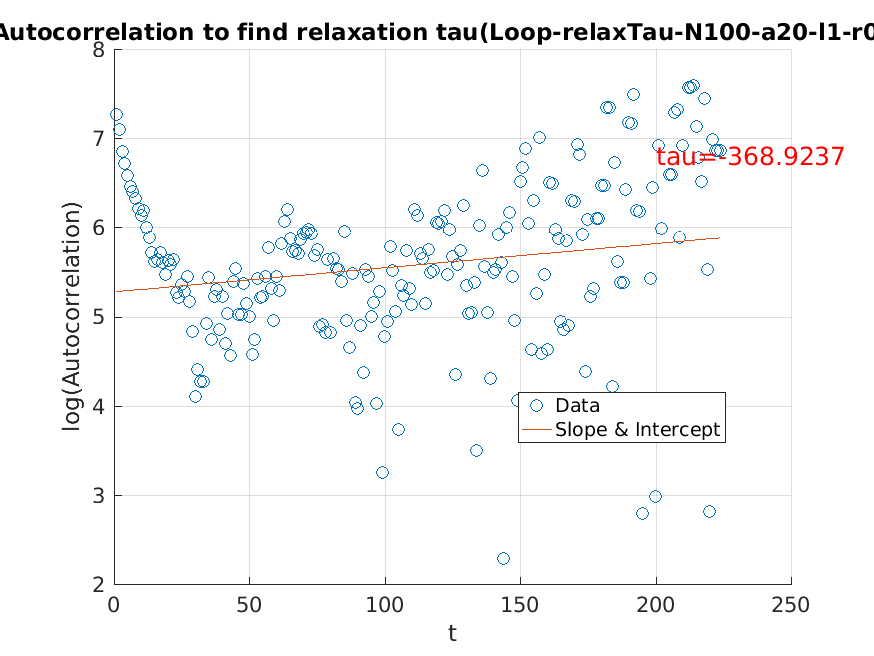 Autocorrelation to find relaxation tau(Loop-relaxTau-N100-a20-l1-r0
8
7
6
5
4
3
2
0
50
100
150
200
250
log(Autocorrelation)
t
tau=-368.9237
Data
Slope & Intercept